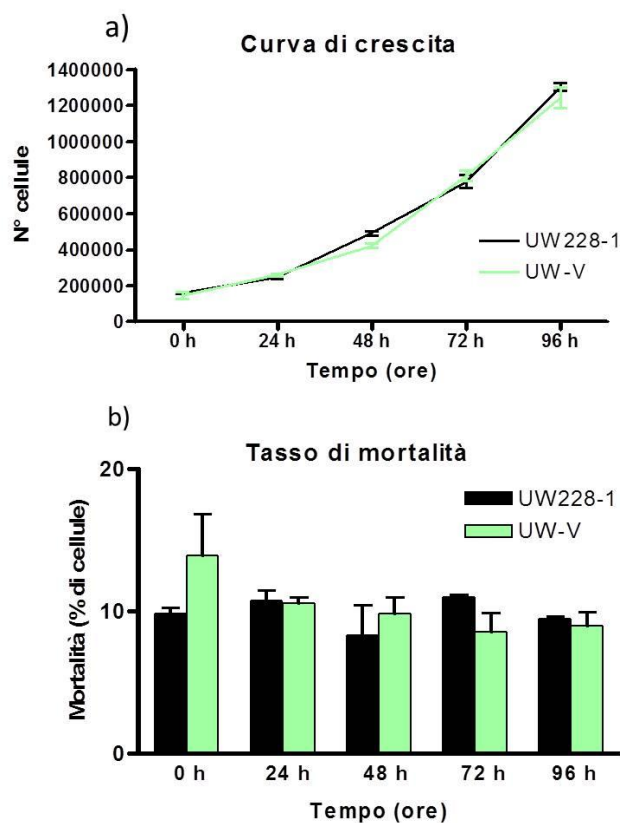 a)
Curva di crescita
1400000
1200000
1000000
800000
600000
400000
200000
0
N° cellule
UW228-1
UW-V
0 h 24 h 48 h 72 h 96 h
Tempo (ore)
b)
Tasso di mortalità
20
10
0
Mortalità (% di cellule)
UW228-1
UW-V
0 h 24 h 48 h 72 h 96 h
Tempo (ore)